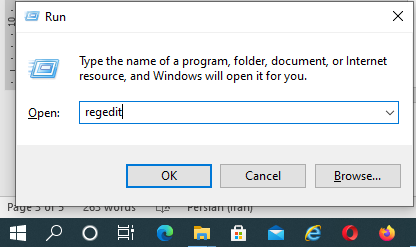 Run
Type the name of a program, folder, document, or Internet
resource, and Windows will open it for you.
Open: regedit
OK Cancel Browse...
Page 3 of 5 263 words Persian (Iran)